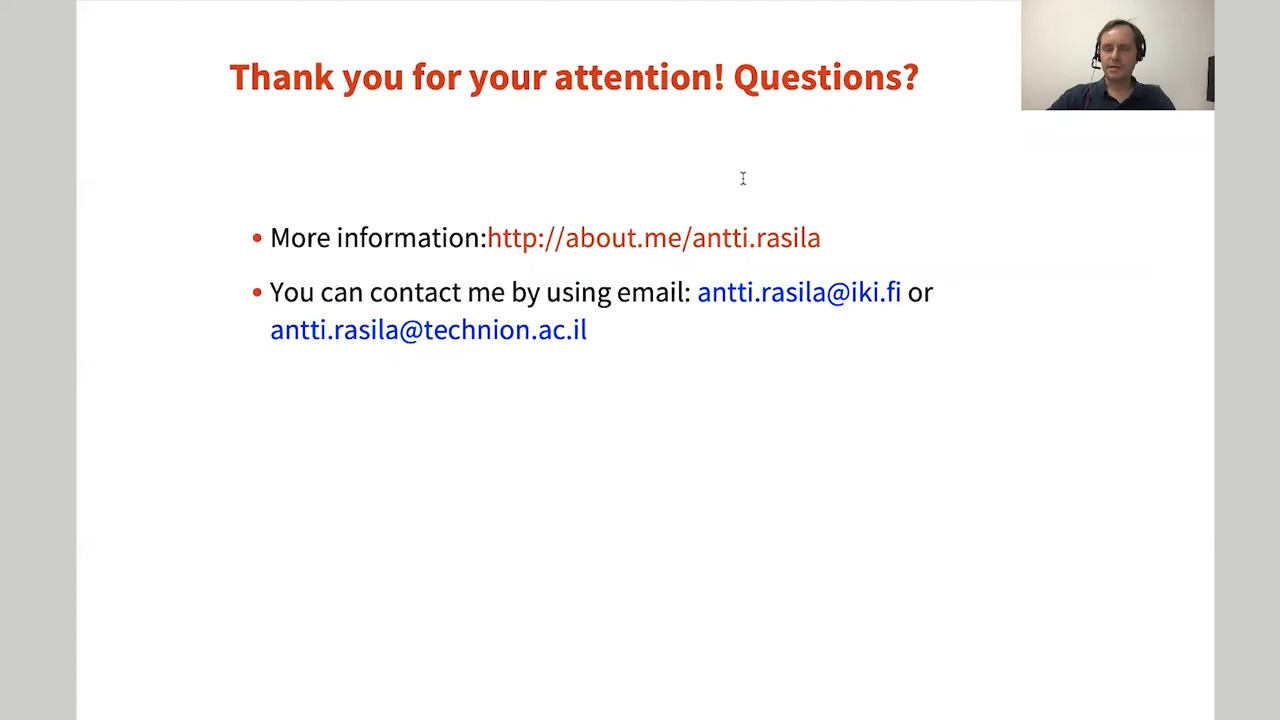 Thank you for your attention! Questions?
• More information:http://about.me/antti.rasila
• You can contact me by using email: antti.rasila@iki.fi or
antti.rasila@technion.ac.il